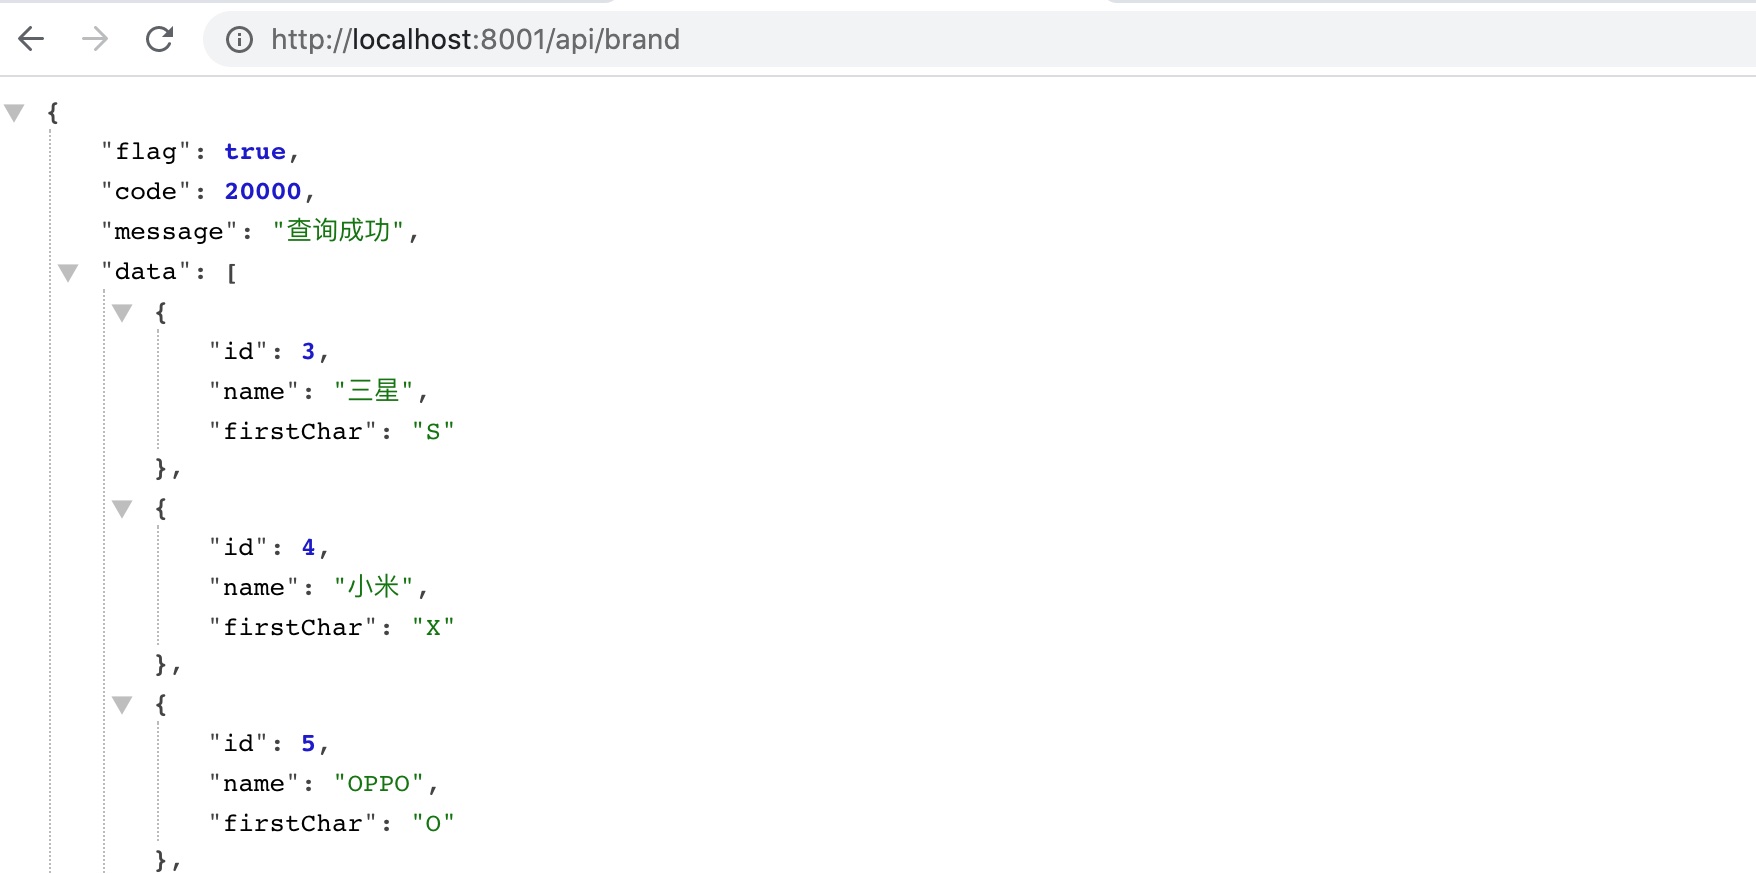 http://localhost:8001/api/brand
{
"flag": true,
"code": 20000,
"message": "查询成功",
"data": [
{
"id": 3,
"name": "三星",
"firstChar": "S"
},
{
"id": 4,
"name": "小米",
"firstChar": "X"
},
{
"id": 5,
"name": "OPPO",
"firstChar": "O"
},